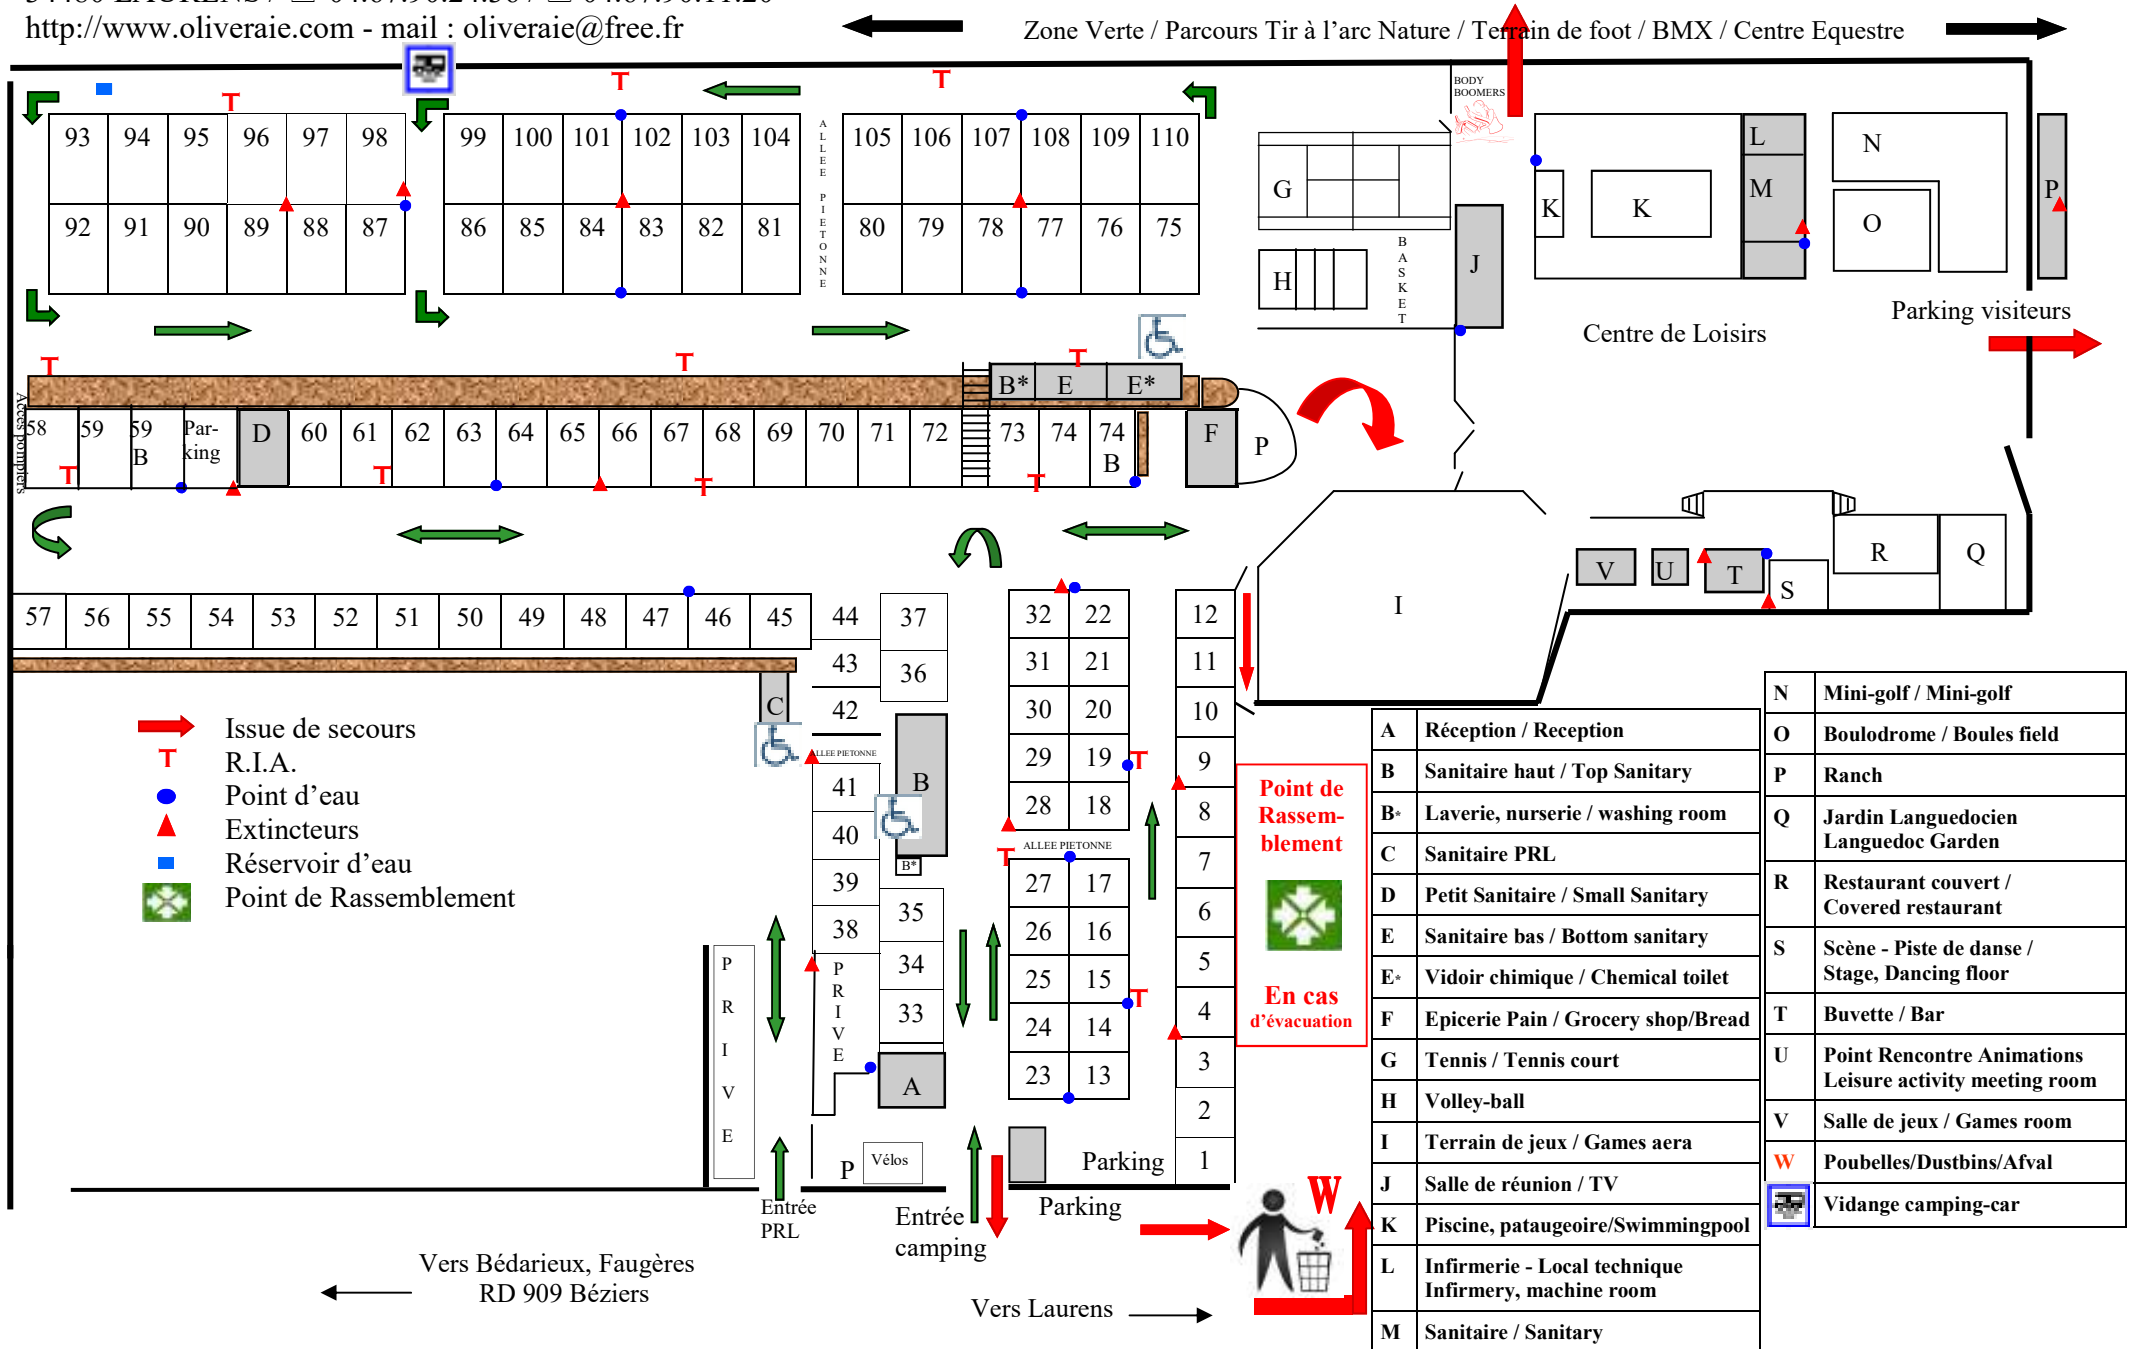 http://www.oliveraie.com - mail : oliveraie@free.fr
Zone Verte / Parcours Tir à l'arc Nature / Terrain de foot / BMX / Centre Equestre
BODY
BOOMERS
93 94 95 96 97 98
99 100 101 102 103 104
105 106 107 108 109 110
92 91 90 89 88 87
86 85 84 83 82 81
80 79 78 77 76 75
ALLEE PIETONNE
G
H
BASKET
J
K
K
L
M
N
O
P
Parking visiteurs
Centre de Loisirs
B* E E*
Accès pompiers
58 59 59 B Par-king D 60 61 62 63 64 65 66 67 68 69 70 71 72 73 74 74 B
F
P
I
V U T S R Q
57 56 55 54 53 52 51 50 49 48 47 46 45
44 37
43 36
42
C
ALLEE PIETONNE
41
B
40
39
B*
38
35
34
33
PRIVE
PRIVE
A
P
Vélos
32 22
31 21
30 20
29 19
28 18
ALLEE PIETONNE
27 17
26 16
25 15
24 14
23 13
12
11
10
9
8
7
6
5
4
3
2
1
Parking
Parking
Entrée
PRL
Entrée
camping
Vers Bédarieux, Faugères
RD 909 Béziers
Vers Laurens
W
Issue de secours
T R.I.A.
Point d'eau
Extincteurs
Réservoir d'eau
Point de Rassemblement
Point de
Rassem-
blement
En cas
d'évacuation
A Réception / Reception
B Sanitaire haut / Top Sanitary
B* Laverie, nurserie / washing room
C Sanitaire PRL
D Petit Sanitaire / Small Sanitary
E Sanitaire bas / Bottom sanitary
E* Vidoir chimique / Chemical toilet
F Epicerie Pain / Grocery shop/Bread
G Tennis / Tennis court
H Volley-ball
I Terrain de jeux / Games aera
J Salle de réunion / TV
K Piscine, pataugeoire/Swimmingpool
L Infirmerie - Local technique
Infirmery, machine room
M Sanitaire / Sanitary
N Mini-golf / Mini-golf
O Boulodrome / Boules field
P Ranch
Q Jardin Languedocien
Languedoc Garden
R Restaurant couvert /
Covered restaurant
S Scène - Piste de danse /
Stage, Dancing floor
T Buvette / Bar
U Point Rencontre Animations
Leisure activity meeting room
V Salle de jeux / Games room
W Poubelles/Dustbins/Afval
Vidange camping-car